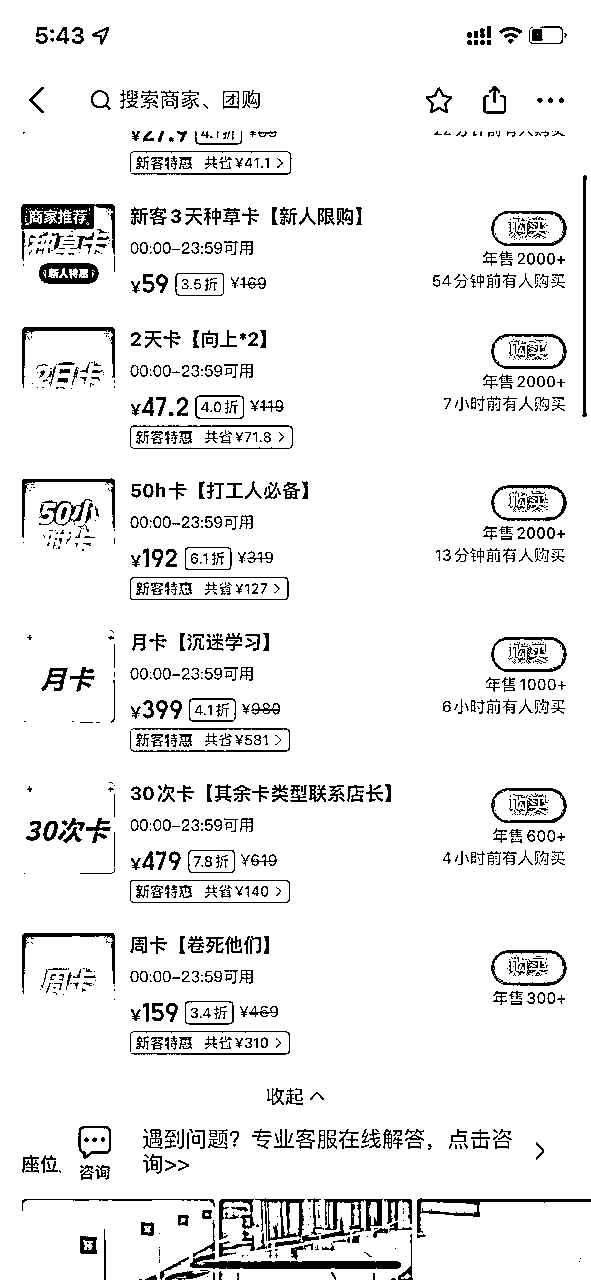 5:43
搜索商家、团购
¥27.9 4.1折 ¥69
22分钟前有人购买
新客特惠 共省¥41.1 >
商家推荐
种草卡
新人特惠
新客3天种草卡【新人限购】
00:00-23:59可用
¥59 3.5折 ¥169
购买
年售2000+
54分钟前有人购买
2日卡
2天卡【向上*2】
00:00-23:59可用
¥47.2 4.0折 ¥119
新客特惠 共省¥71.8 >
购买
年售2000+
7小时前有人购买
50小
时卡
50h卡【打工人必备】
00:00-23:59可用
¥192 6.1折 ¥319
新客特惠 共省¥127 >
购买
年售2000+
13分钟前有人购买
月卡
月卡【沉迷学习】
00:00-23:59可用
¥399 4.1折 ¥980
新客特惠 共省¥581 >
购买
年售1000+
6小时前有人购买
30次卡
30次卡【其余卡类型联系店长】
00:00-23:59可用
¥479 7.8折 ¥619
新客特惠 共省¥140 >
购买
年售600+
4小时前有人购买
周卡
周卡【卷死他们】
00:00-23:59可用
¥159 3.4折 ¥469
新客特惠 共省¥310 >
购买
年售300+
收起
座位
咨询
遇到问题？专业客服在线解答，点击咨
询>>